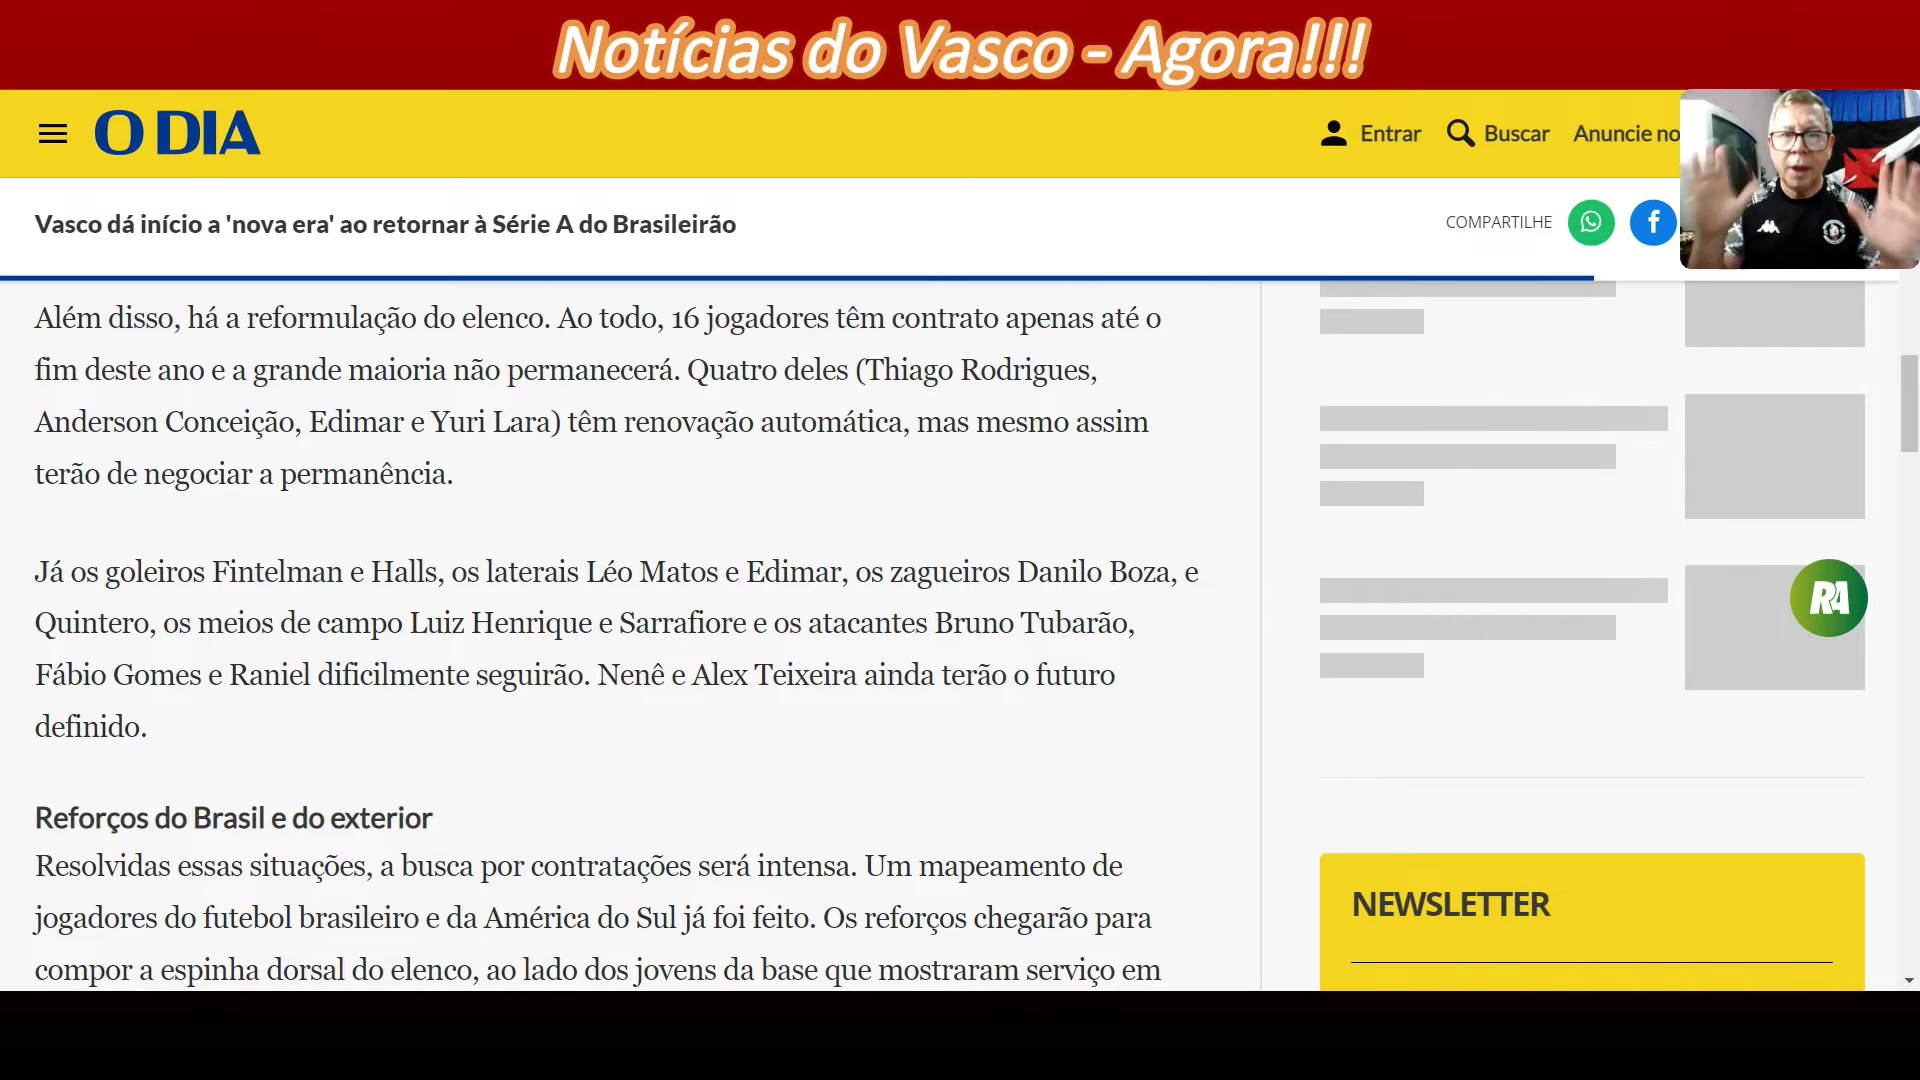 Notícias do Vasco - Agora!!!
O DIA
Entrar
Buscar
Anuncie no
Vasco dá início a 'nova era' ao retornar à Série A do Brasileirão
COMPARTILHE
Além disso, há a reformulação do elenco. Ao todo, 16 jogadores têm contrato apenas até o
fim deste ano e a grande maioria não permanecerá. Quatro deles (Thiago Rodrigues,
Anderson Conceição, Edimar e Yuri Lara) têm renovação automática, mas mesmo assim
terão de negociar a permanência.
Já os goleiros Fintelman e Halls, os laterais Léo Matos e Edimar, os zagueiros Danilo Boza, e
Quintero, os meios de campo Luiz Henrique e Sarrafiore e os atacantes Bruno Tubarão,
Fábio Gomes e Raniel dificilmente seguirão. Nenê e Alex Teixeira ainda terão o futuro
definido.
Reforços do Brasil e do exterior
Resolvidas essas situações, a busca por contratações será intensa. Um mapeamento de
jogadores do futebol brasileiro e da América do Sul já foi feito. Os reforços chegarão para
compor a espinha dorsal do elenco, ao lado dos jovens da base que mostraram serviço em
RA
NEWSLETTER